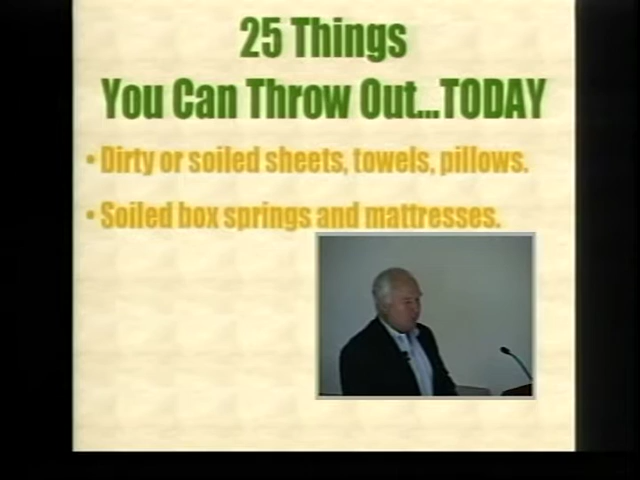 25 Things
You Can Throw Out...TODAY
• Dirty or soiled sheets, towels, pillows.
• Soiled box springs and mattresses.